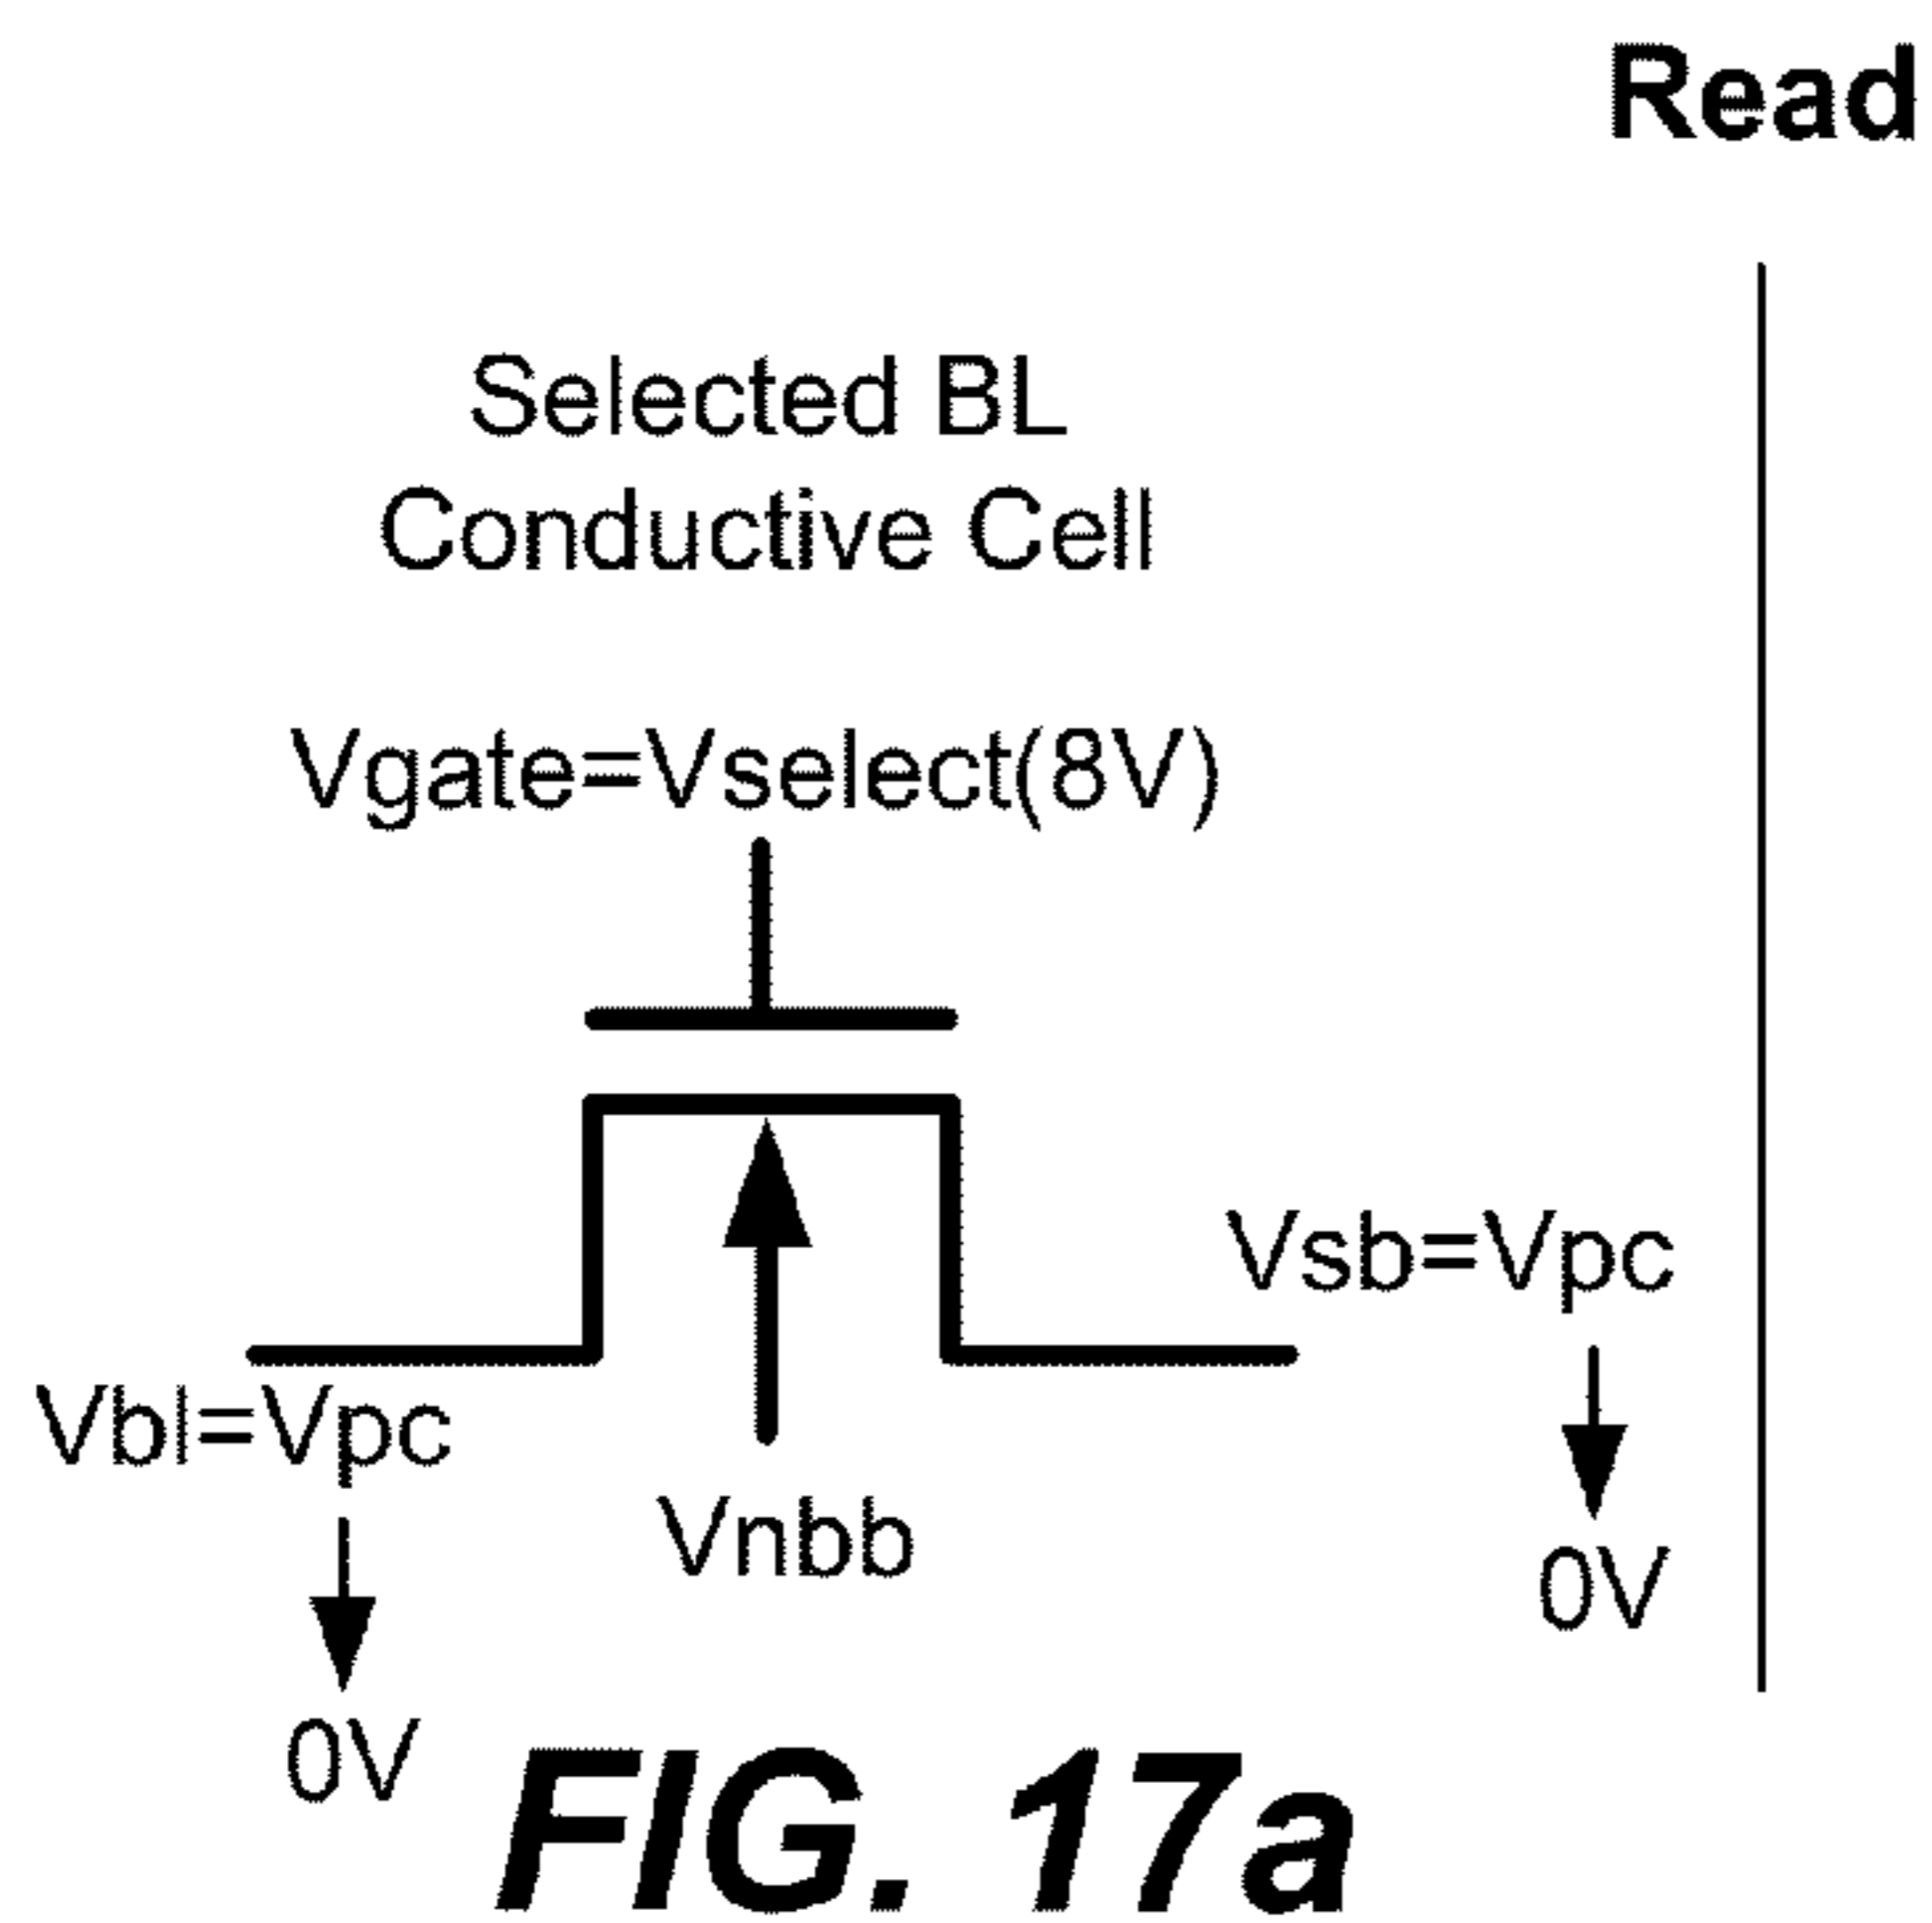 Read
Selected BL
Conductive Cell
Vgate=Vselect(8V)
Vsb=Vpc
Vbl=Vpc
Vnbb
0V
0V
FIG. 17a